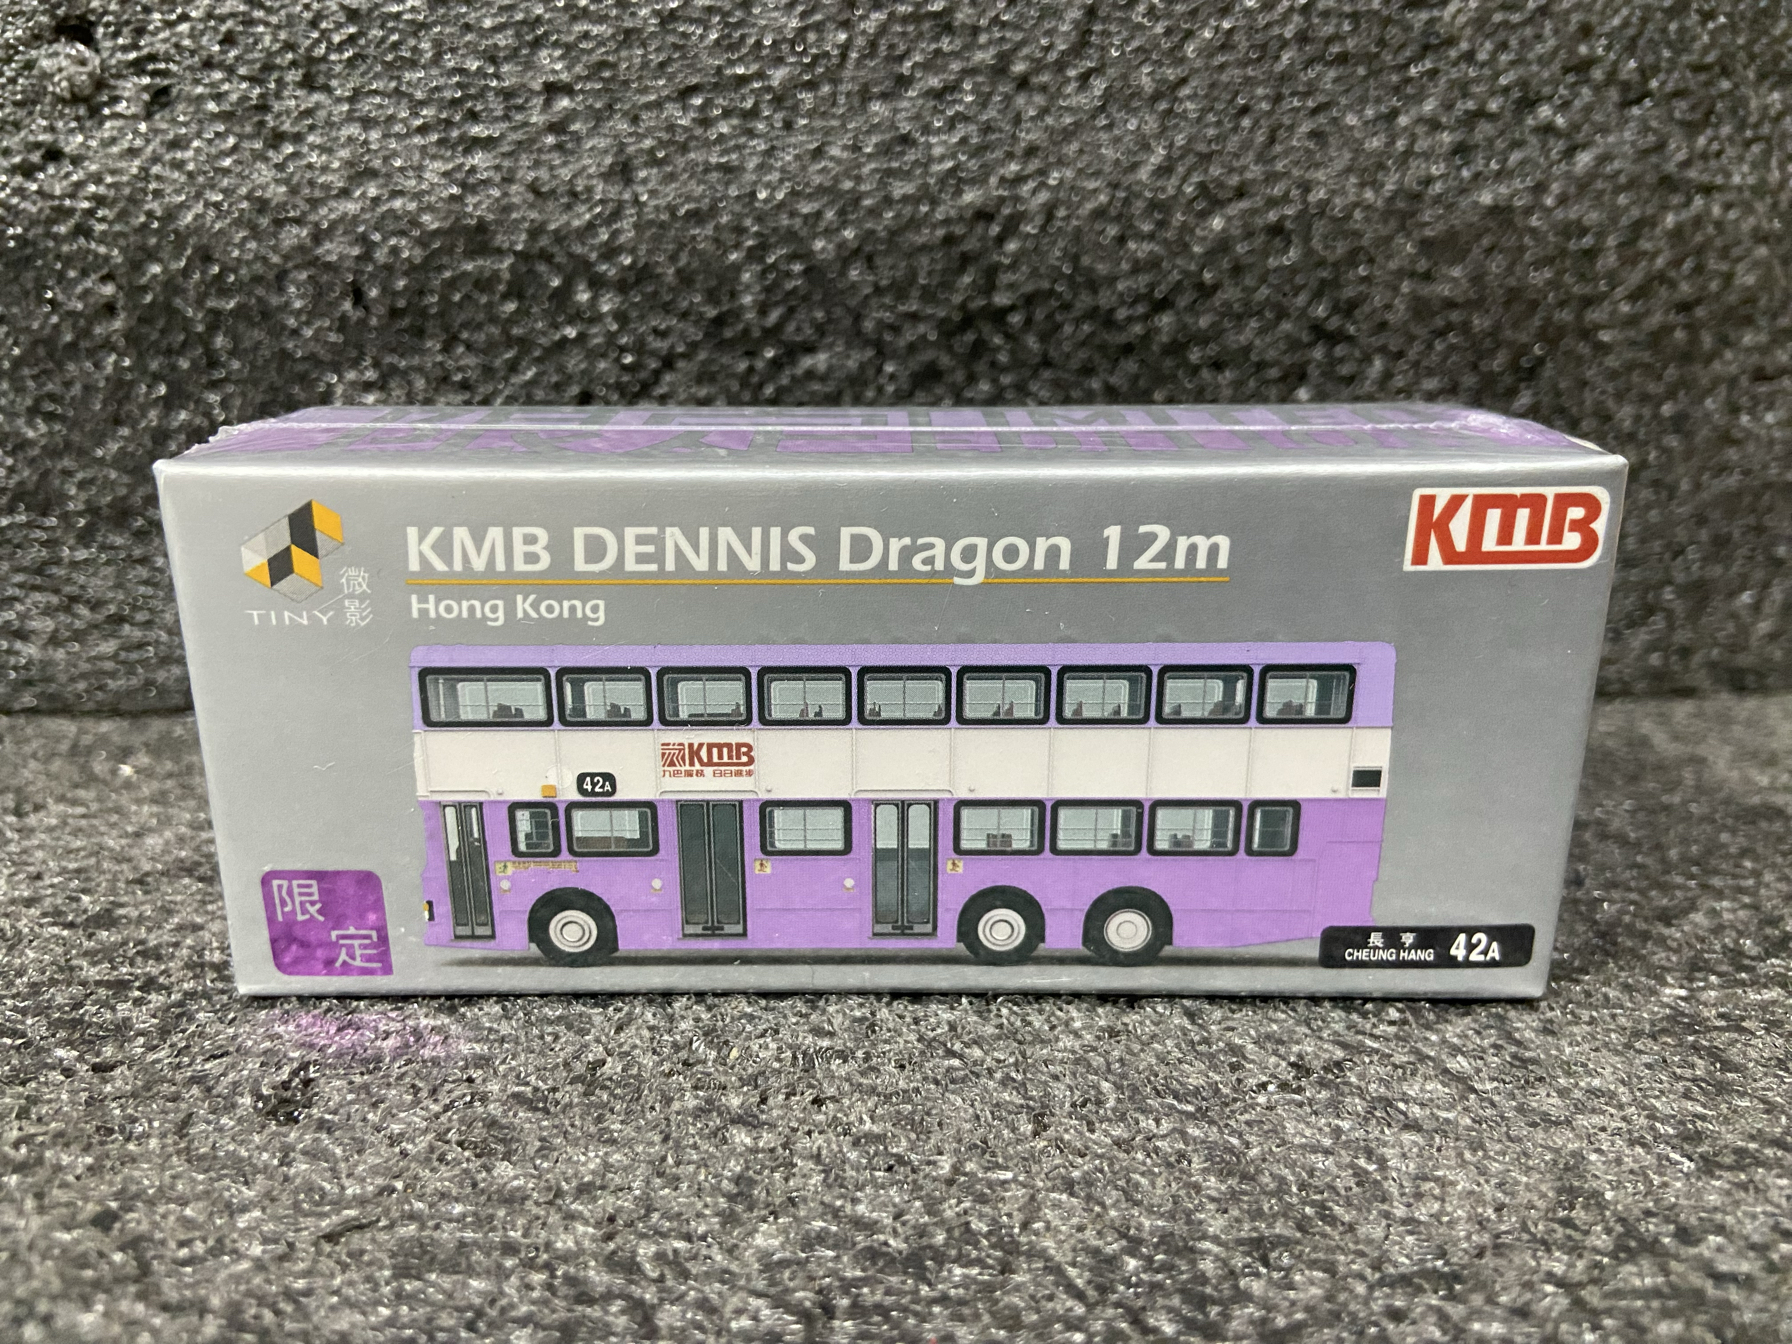 KMB DENNIS Dragon 12m
KMB
TINY 微影
Hong Kong
KMB
九巴服務 日日進步
42A
限定
長亨
CHEUNG HANG 42A